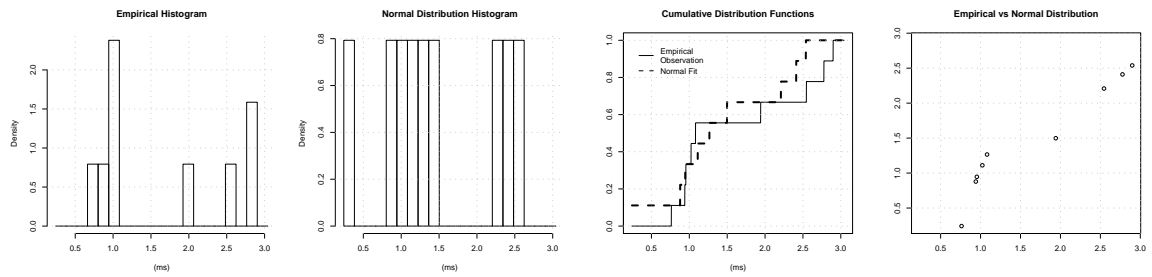 Empirical Histogram
Density
2.0
1.5
1.0
0.5
0.0
0.5 1.0 1.5 2.0 2.5 3.0
(ms)
Normal Distribution Histogram
Density
0.8
0.6
0.4
0.2
0.0
0.5 1.0 1.5 2.0 2.5 3.0
(ms)
Cumulative Distribution Functions
1.0
0.8
0.6
0.4
0.2
0.0
Empirical
Observation
Normal Fit
0.5 1.0 1.5 2.0 2.5 3.0
(ms)
Empirical vs Normal Distribution
3.0
2.5
2.0
1.5
1.0
0.5
0.5 1.0 1.5 2.0 2.5 3.0